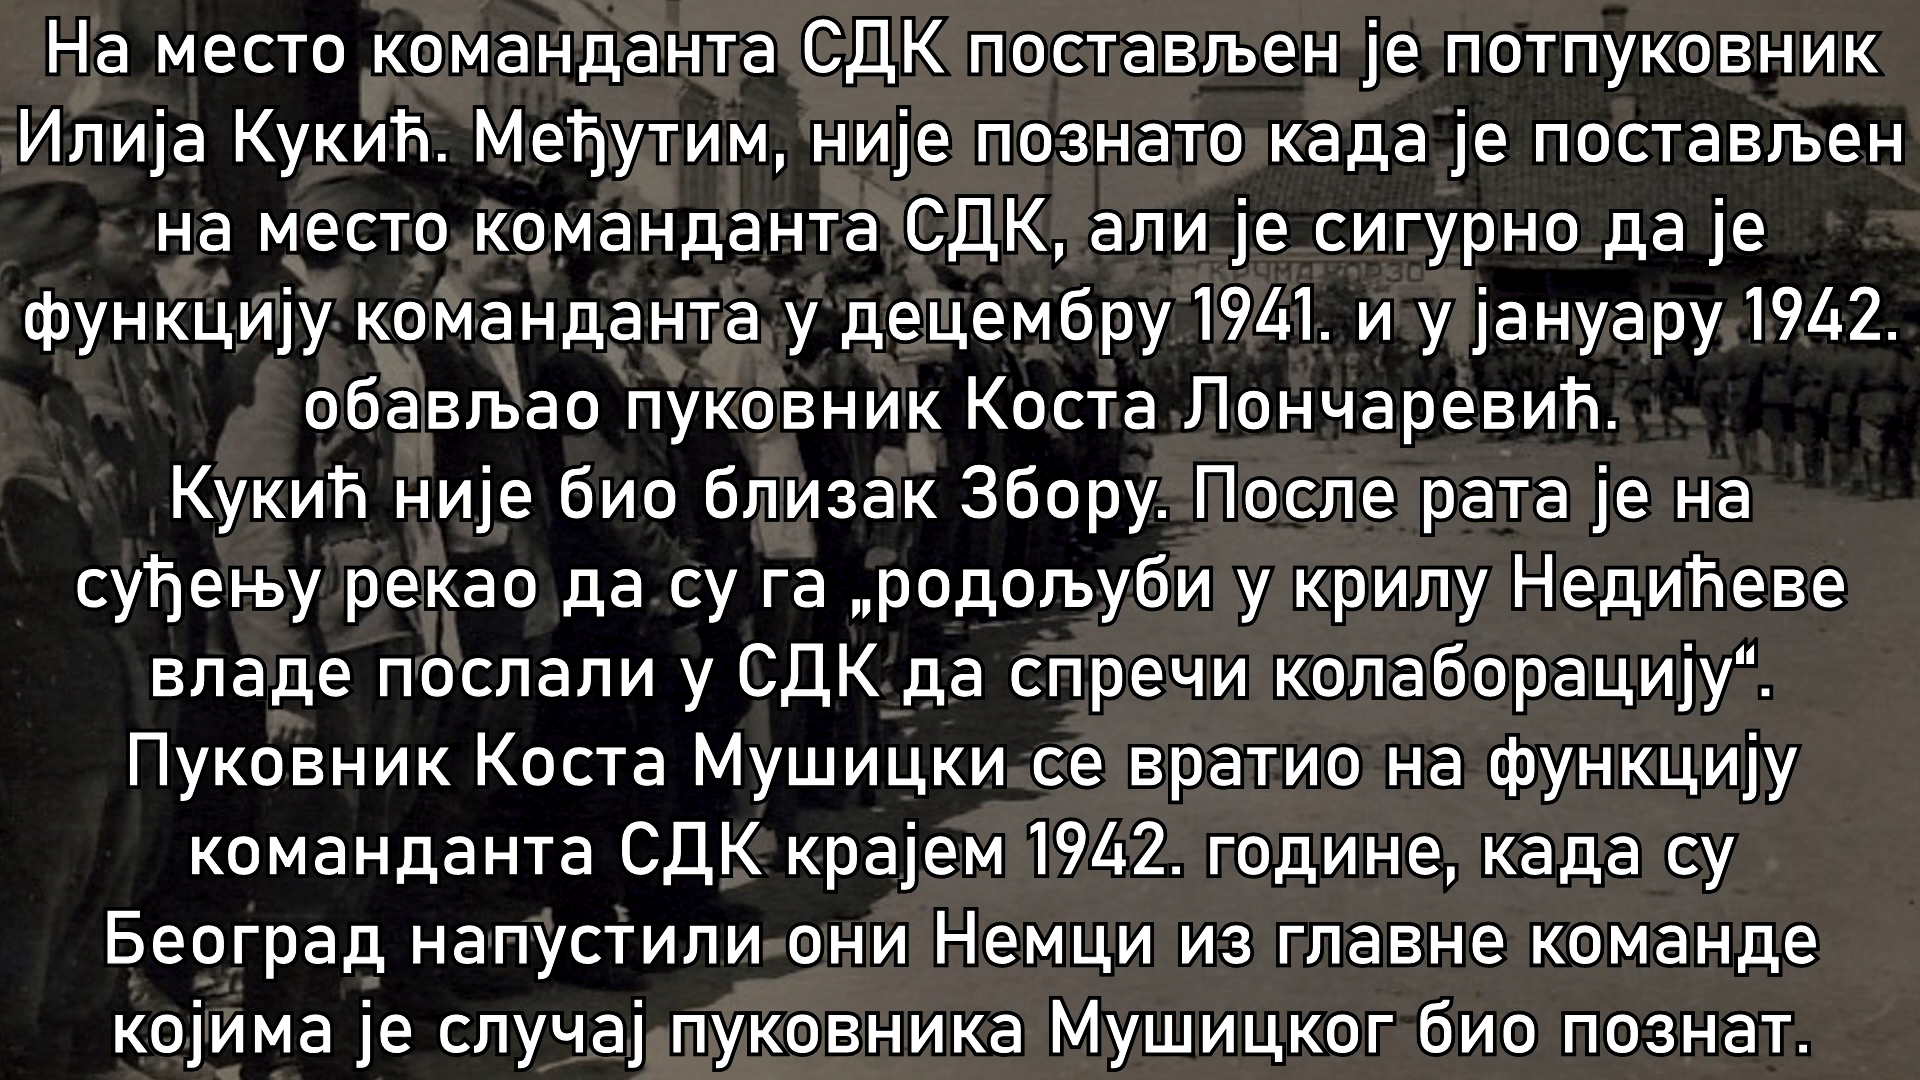 На место команданта СДК постављен је потпуковник
Илија Кукић. Међутим, није познато када је постављен
на место команданта СДК, али је сигурно да је
функцију команданта у децембру 1941. и у јануару 1942.
обављао пуковник Коста Лончаревић.
Кукић није био близак Збору. После рата је на
суђењу рекао да су га „родољуби у крилу Недићеве
владе послали у СДК да спречи колаборацију“.
Пуковник Коста Мушицки се вратио на функцију
команданта СДК крајем 1942. године, када су
Београд напустили они Немци из главне команде
којима је случај пуковника Мушицког био познат.